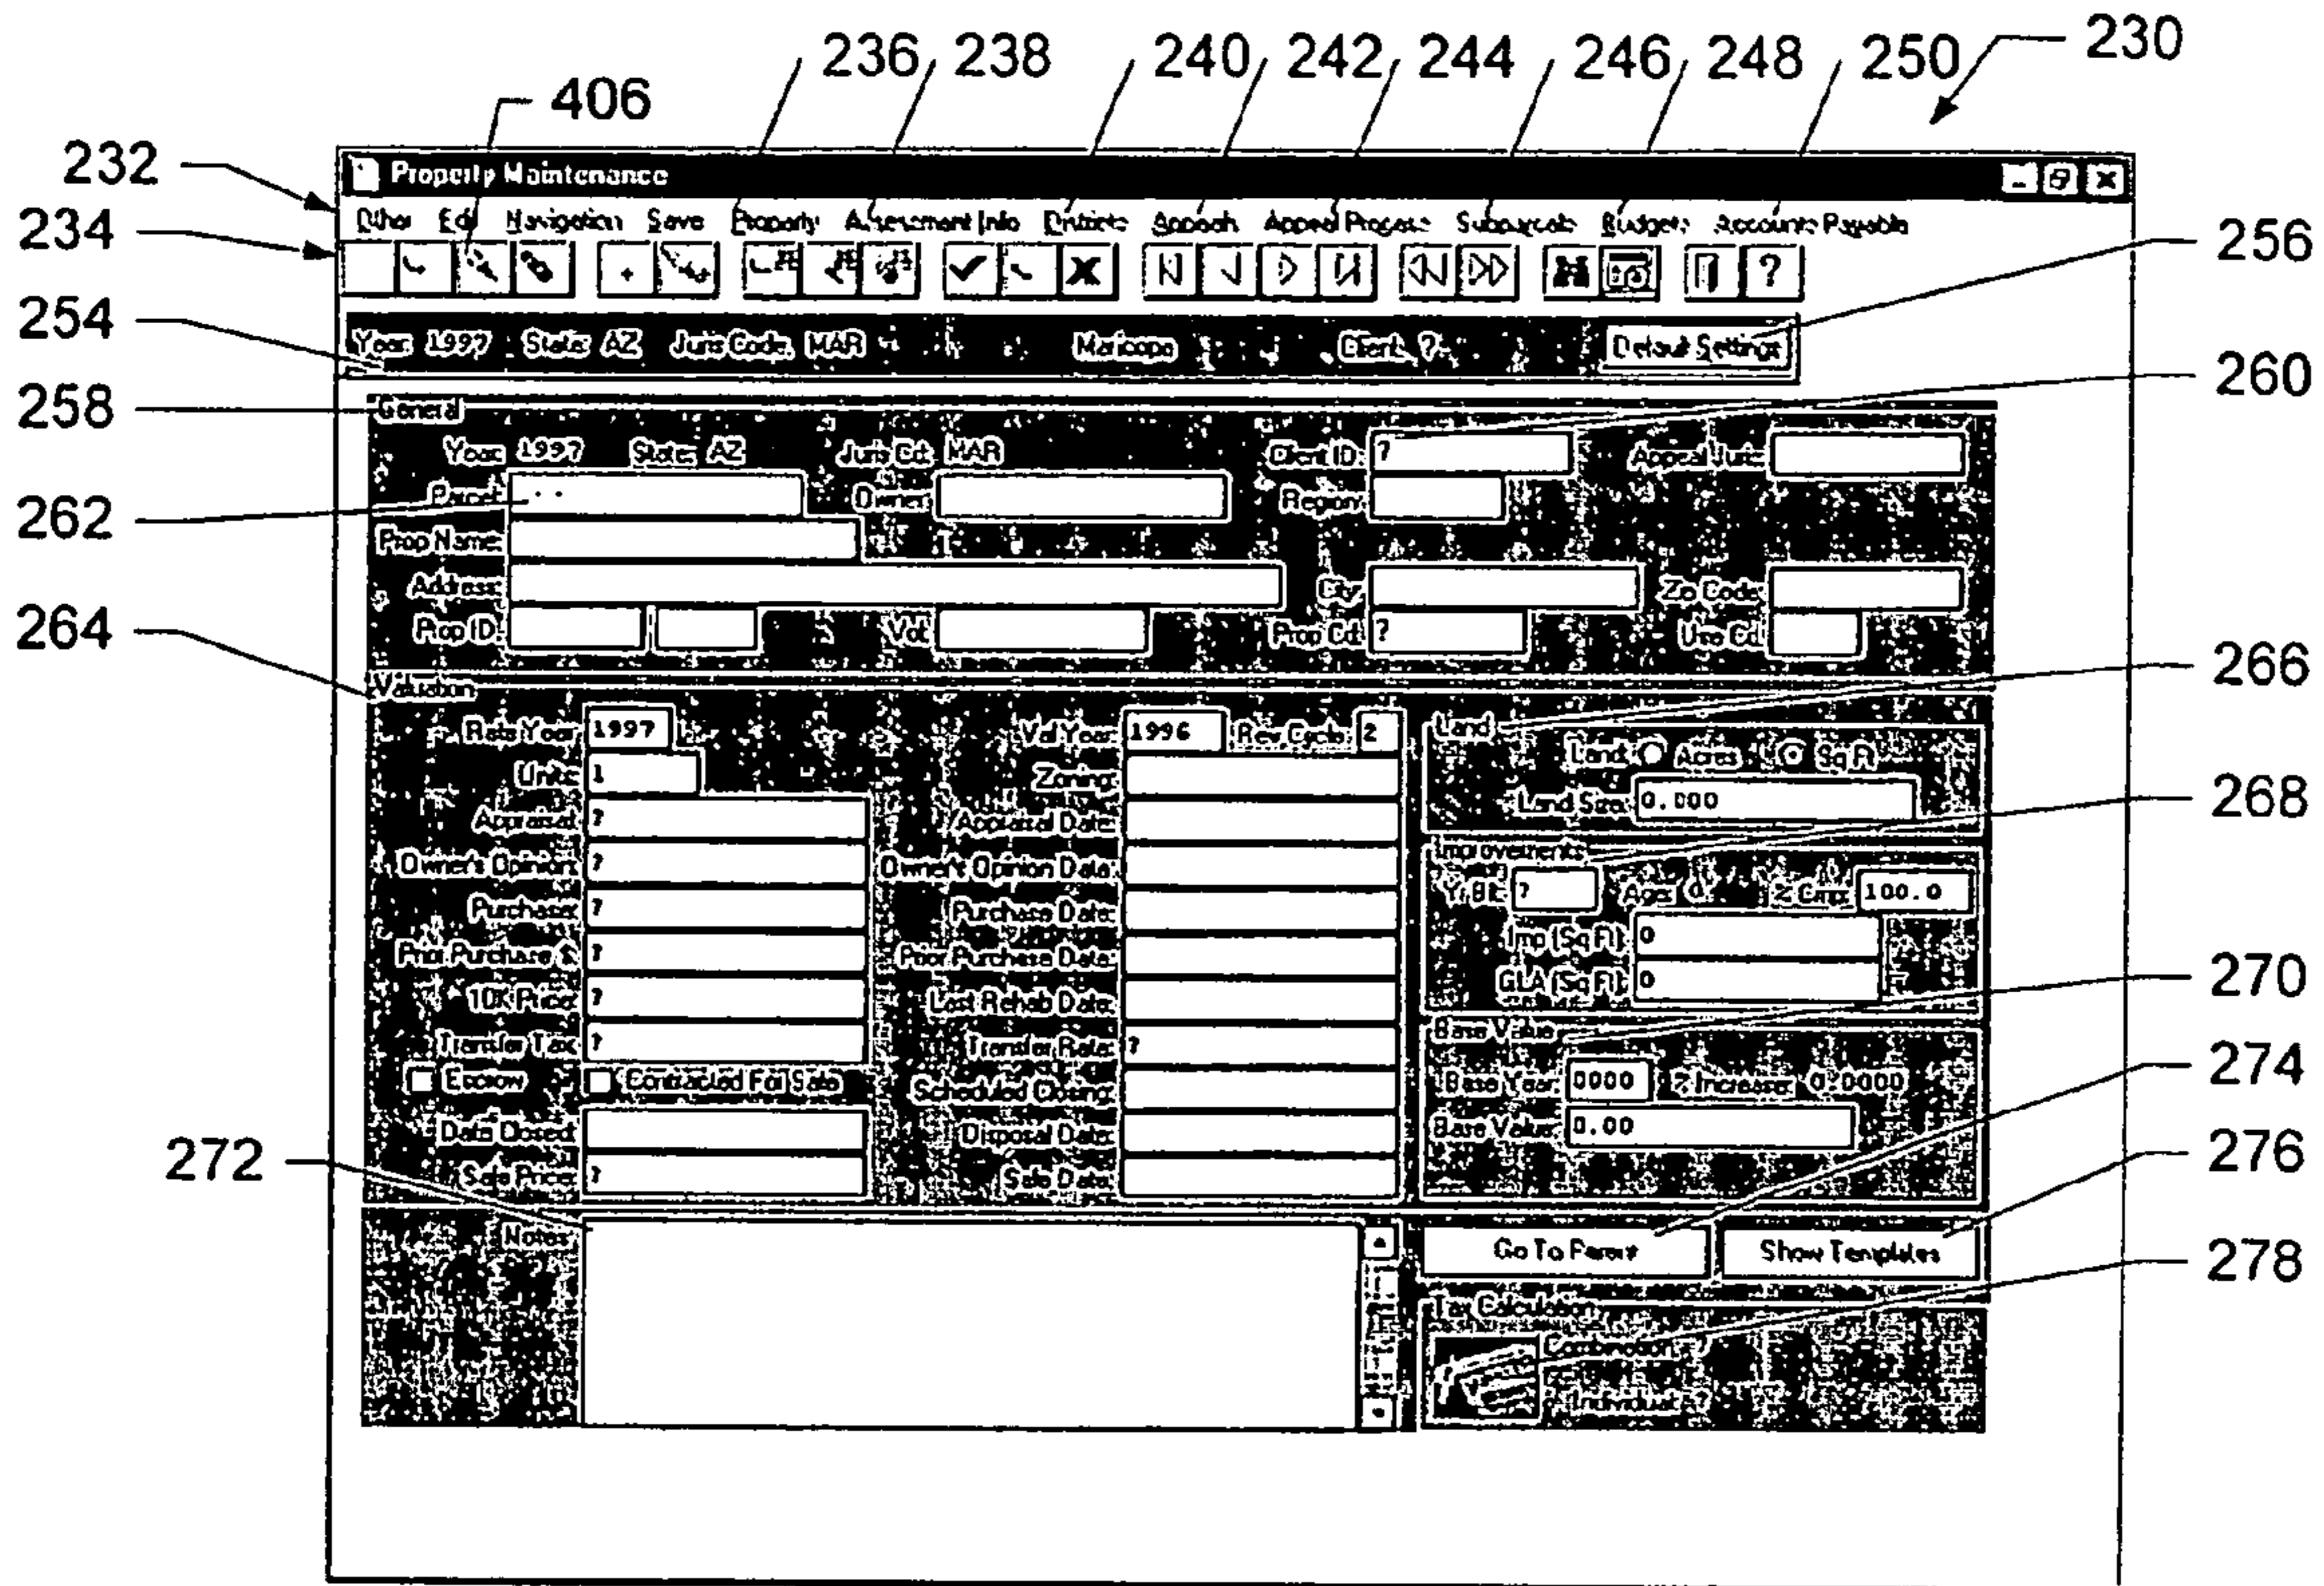 236 238 240 242 244 246 248 250 230
406
232
Property Maintenance
Other Edit Navigation Save Property Assessment Info Districts Appeals Appeal Process Subparcels Budgets Accounts Payable
234
?
256
254
Year: 1997 State: AZ Juris Code: MAR Maricopa Client: ? Default Settings
260
258
General
Year: 1997 State: AZ Juris Cd: MAR Client ID: ? Appeal Juris:
262
Parcel: - - Owner: Region:
Prop Name:
Address: City: Zip Code:
264
Prop ID: Vol: Prop Cd: ? Use Cd:
266
Valuation
Rate Year: 1997 Val Year: 1996 Rev Cycle: 2 Land
Land: Acres Sq Ft
Units: 1 Zoning:
268
Land Size: 0.000
Appraisal: ? Appraisal Date:
Improvements
Owner's Opinion: ? Owner's Opinion Date:
Yr Blt: ? Age: 0 % Cmp: 100.0
Purchase: ? Purchase Date:
Imp (Sq Ft): 0
270
Prior Purchase $: ? Prior Purchase Date:
GLA (Sq Ft): 0
10K Price: ? Last Rehab Date:
Base Value
274
Transfer Tax: ? Transfer Rate: ?
Escrow Contracted For Sale Scheduled Closing: Base Year: 0000 % Increase: 0.0000
Date Closed: Disposal Date: Base Value: 0.00
276
272
Sale Price: ? Sale Date:
Notes:
Go To Parent Show Templates
278
Tax Calculation
Combination
Individual